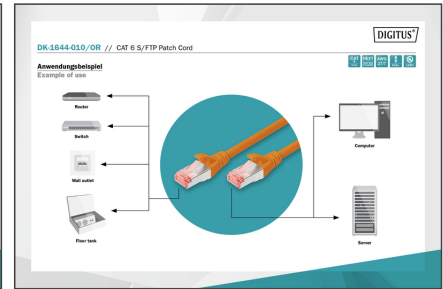 DIGITUS®
DK-1644-010/OR // CAT 6 S/FTP Patch Cord
Anwendungsbeispiel
Example of use
Router
Switch
Wall outlet
Floor tank
Computer
Server